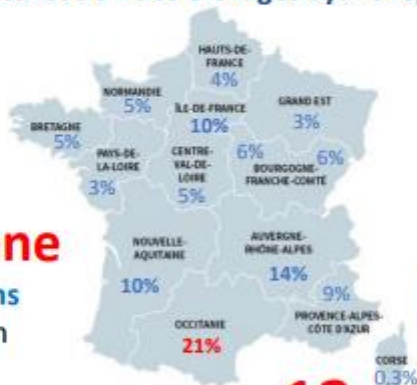 HAUTS-DE-
FRANCE
4%
NORMANDIE
5%
ÎLE-DE-FRANCE
10%
GRAND EST
3%
BRETAGNE
5%
PAYS-DE-
LA-LOIRE
3%
CENTRE-
VAL-DE-
LOIRE
5%
6%
6%
BOURGOGNE-
FRANCHE-COMTÉ
ne
ns
n
NOUVELLE-
AQUITAINE
10%
AUVERGNE-
RHÔNE-ALPES
14%
9%
PROVENCE-ALPES-
CÔTE D'AZUR
OCCITANIE
21%
CORSE
0.3%